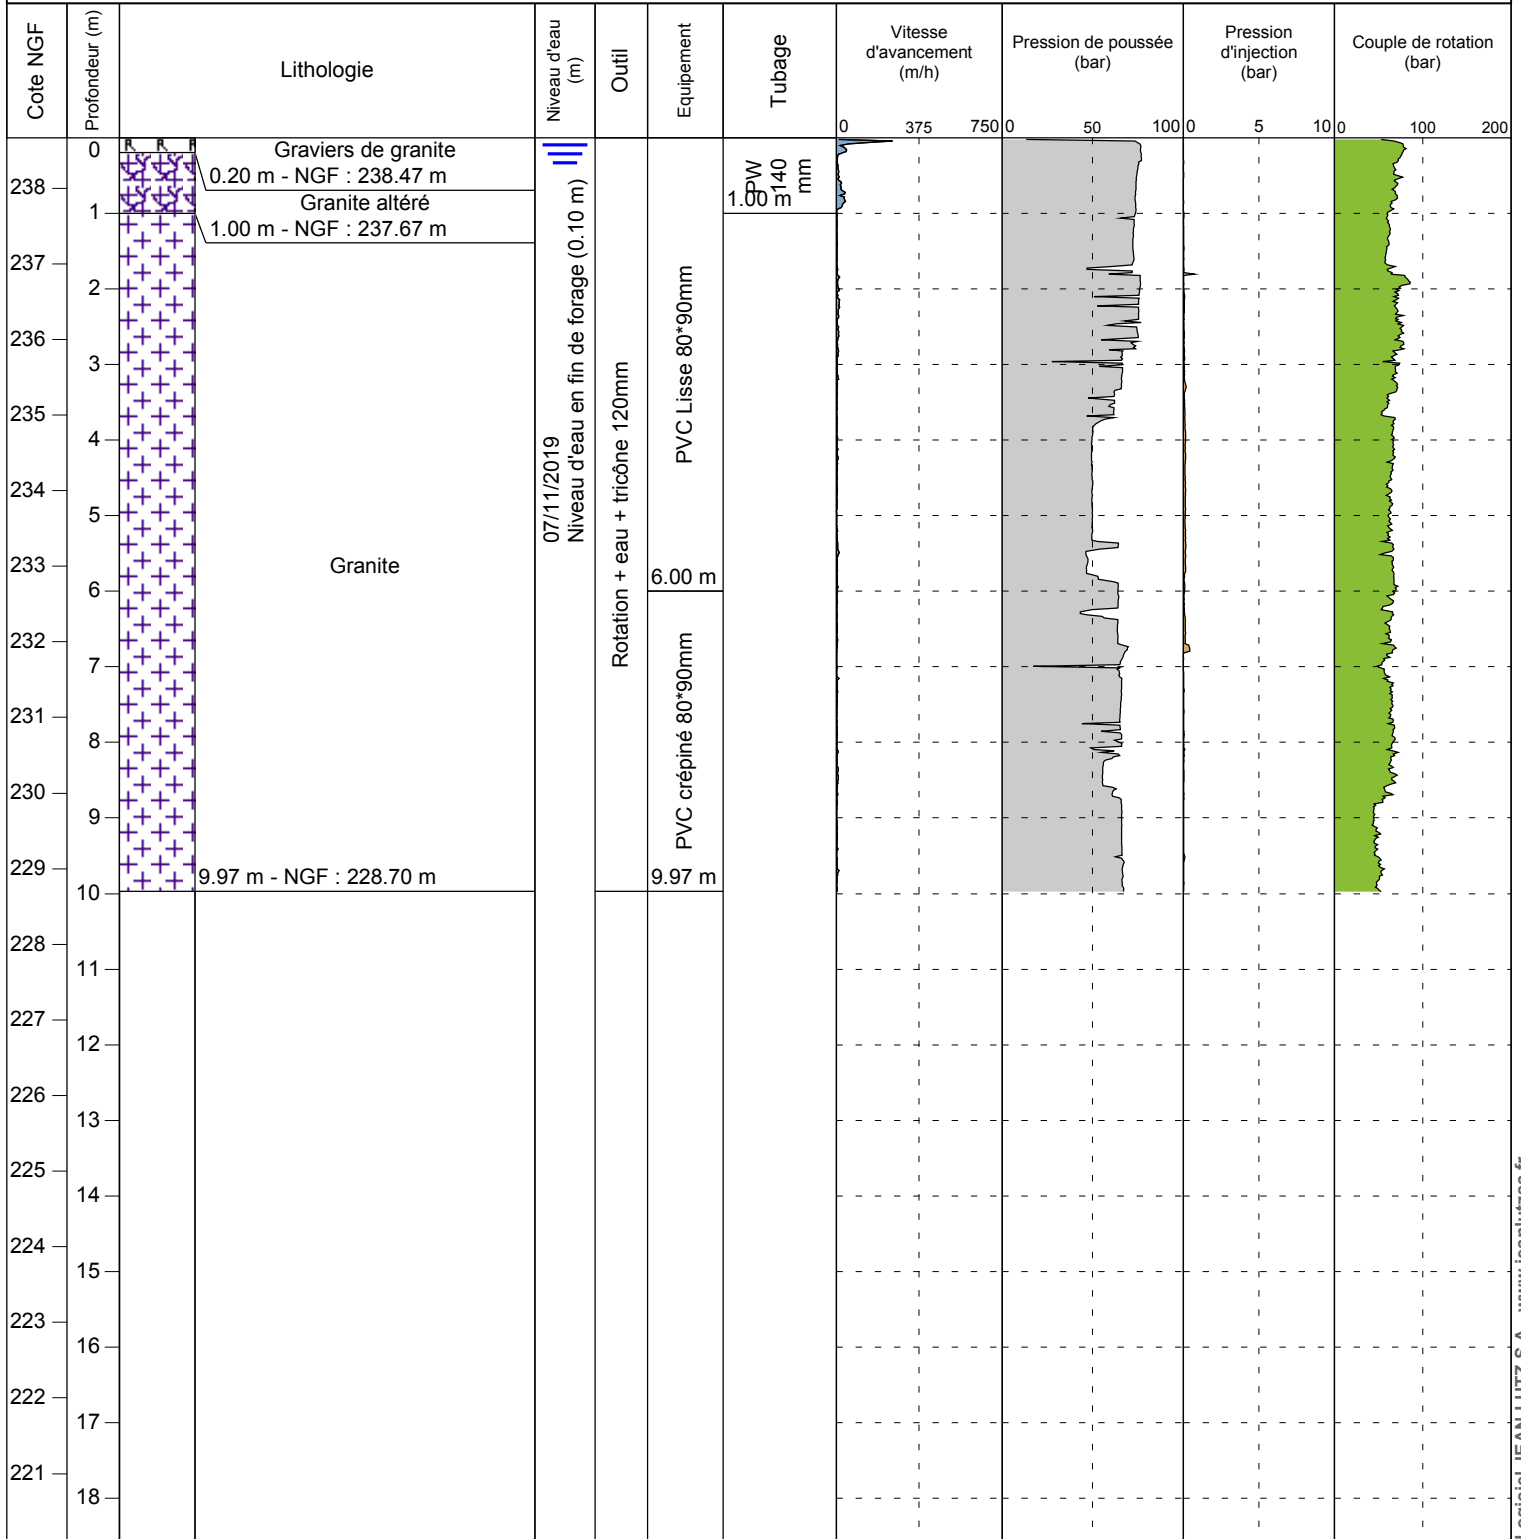 Cote NGF
Profondeur (m)
Lithologie
Niveau d'eau
(m)
Outil
Equipement
Tubage
Vitesse
d'avancement
(m/h)
Pression de poussée
(bar)
Pression
d'injection
(bar)
Couple de rotation
(bar)
0 375 750
0 50 100
0 5 10
0 100 200
238
237
236
235
234
233
232
231
230
229
228
227
226
225
224
223
222
221
0
1
2
3
4
5
6
7
8
9
10
11
12
13
14
15
16
17
18
Graviers de granite
0.20 m - NGF : 238.47 m
Granite altéré
1.00 m - NGF : 237.67 m
Granite
9.97 m - NGF : 228.70 m
07/11/2019
Niveau d'eau en fin de forage (0.10 m)
Rotation + eau + tricône 120mm
PVC Lisse 80*90mm
6.00 m
PVC crépiné 80*90mm
9.97 m
PW
140
mm
1.00 m
Logiciel JEAN LUTZ S.A - www.jeanlutzsa.fr